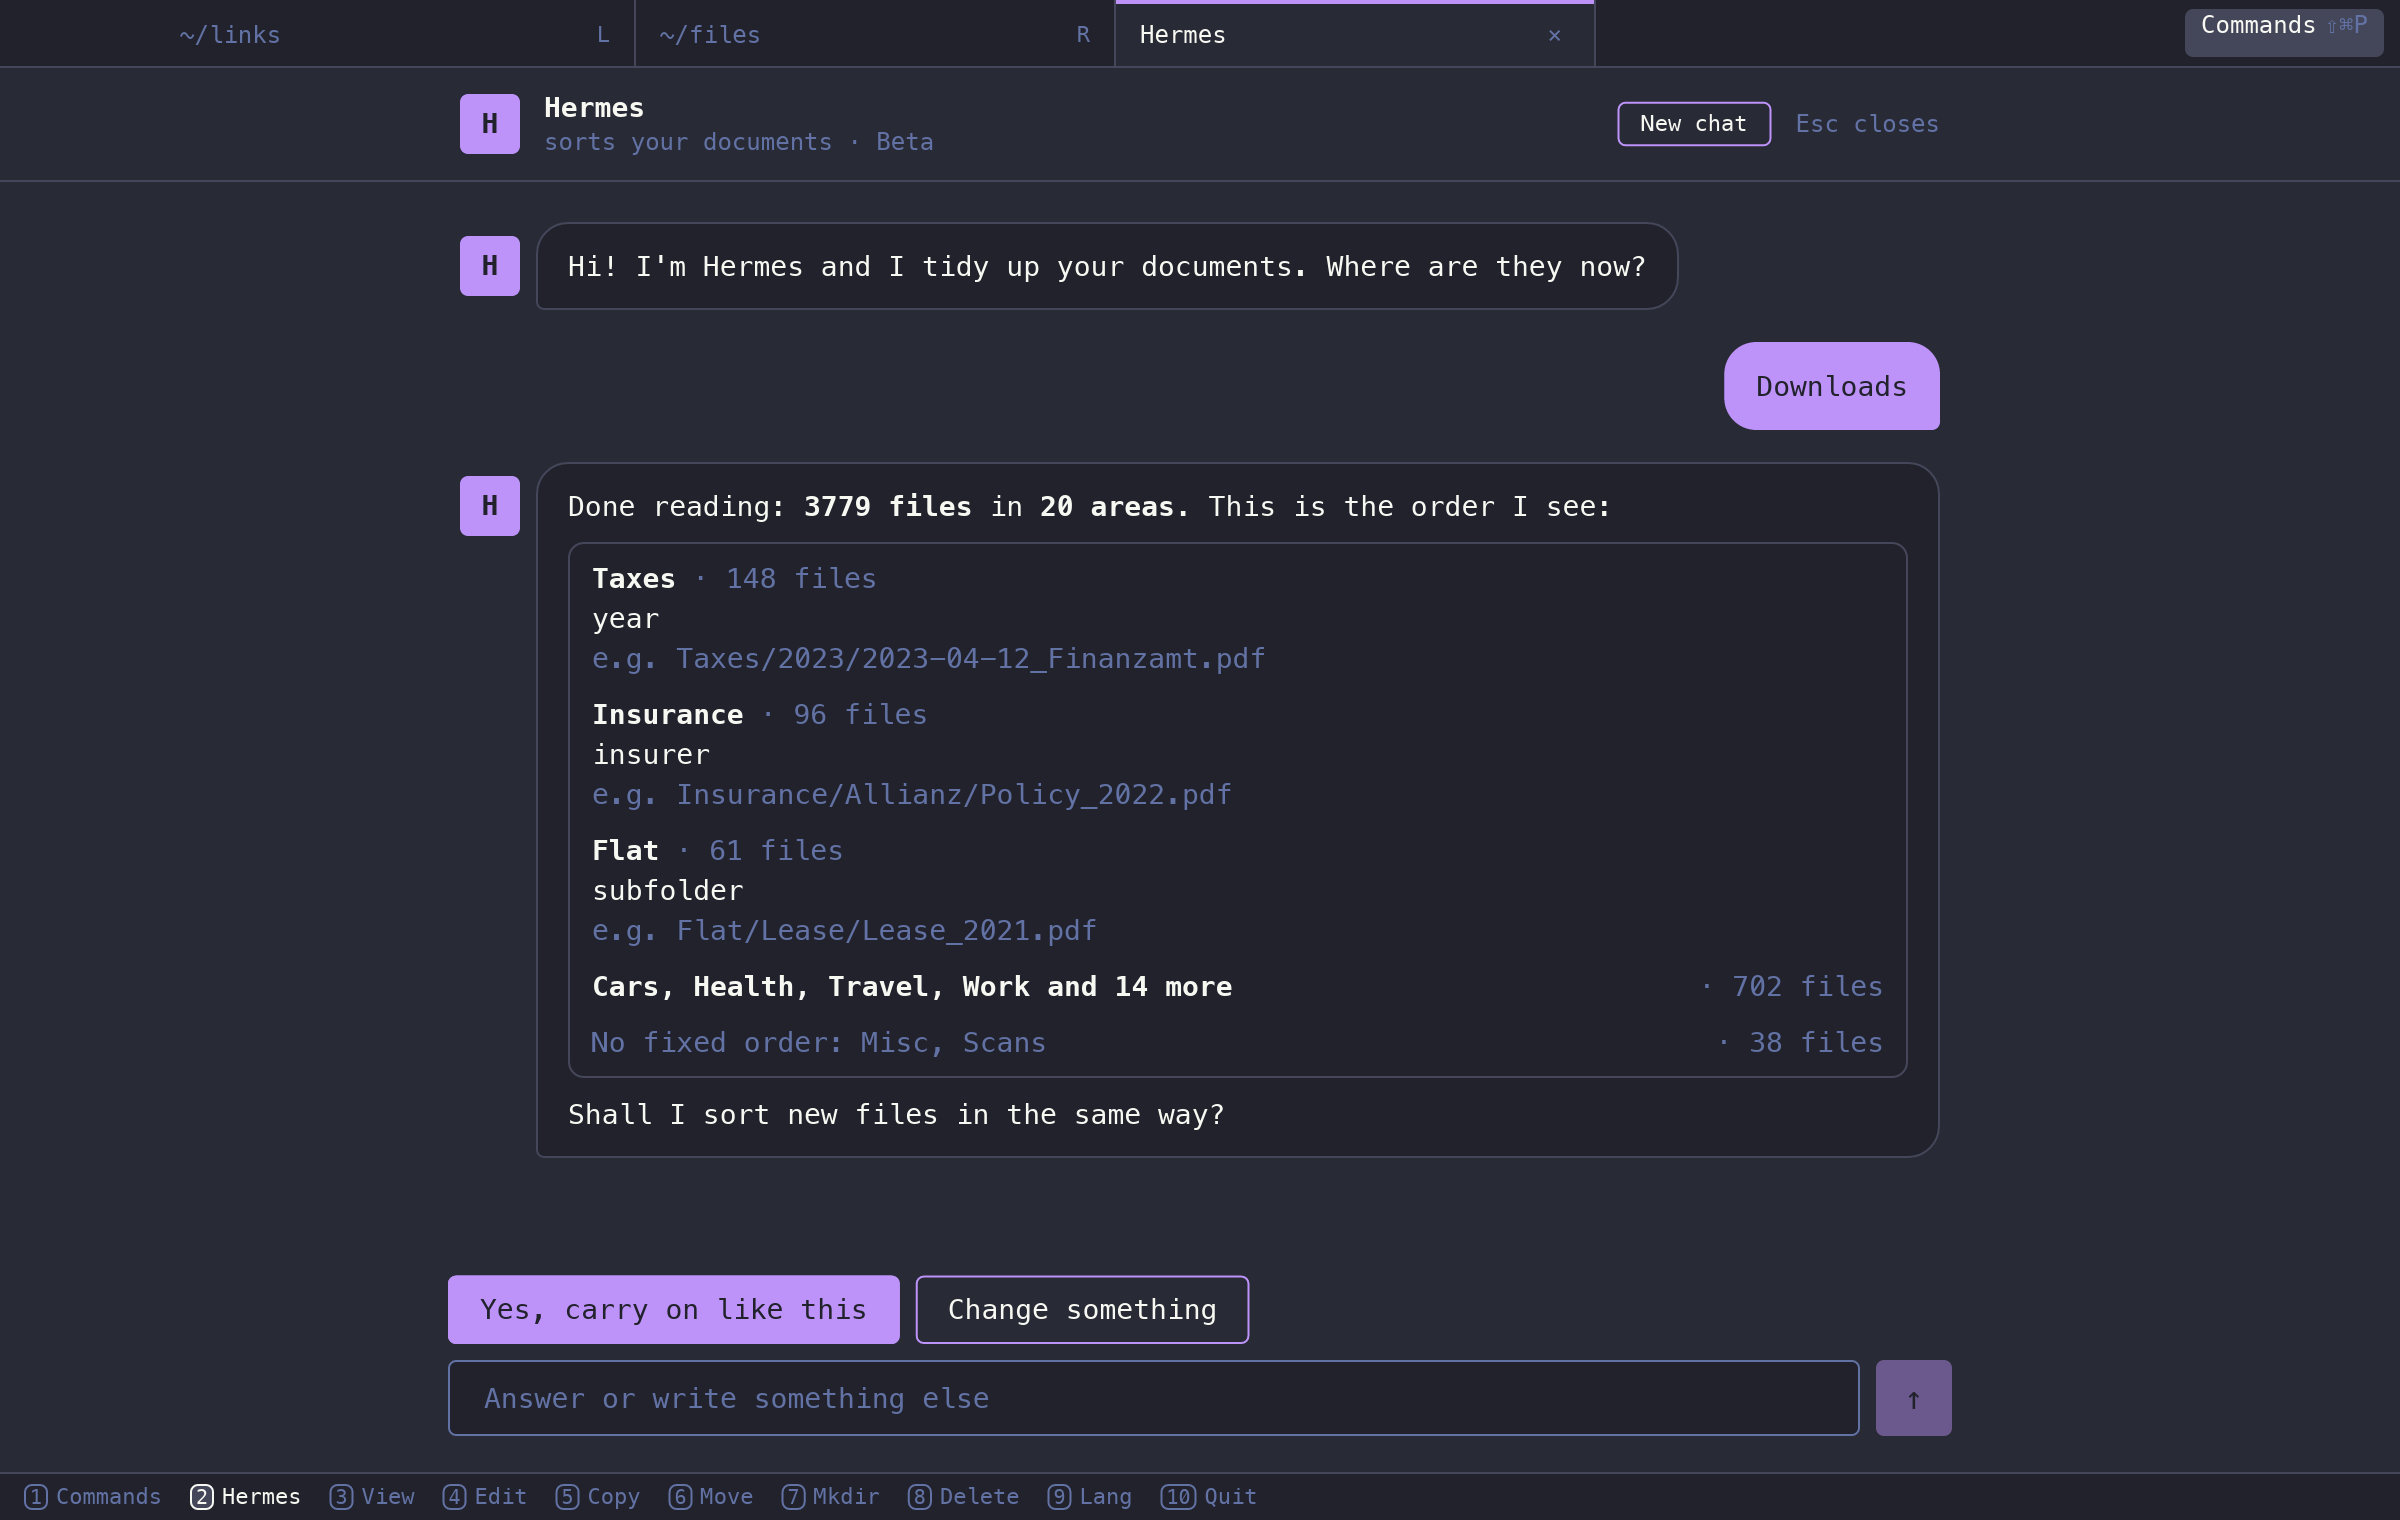 ~/links L ~/files R Hermes × Commands ⇧⌘P
H Hermes New chat Esc closes
sorts your documents · Beta
H Hi! I'm Hermes and I tidy up your documents. Where are they now?
Downloads
H Done reading: 3779 files in 20 areas. This is the order I see:
Taxes · 148 files
year
e.g. Taxes/2023/2023-04-12_Finanzamt.pdf
Insurance · 96 files
insurer
e.g. Insurance/Allianz/Policy_2022.pdf
Flat · 61 files
subfolder
e.g. Flat/Lease/Lease_2021.pdf
Cars, Health, Travel, Work and 14 more · 702 files
No fixed order: Misc, Scans · 38 files
Shall I sort new files in the same way?
Yes, carry on like this Change something
Answer or write something else ↑
1 Commands 2 Hermes 3 View 4 Edit 5 Copy 6 Move 7 Mkdir 8 Delete 9 Lang 10 Quit